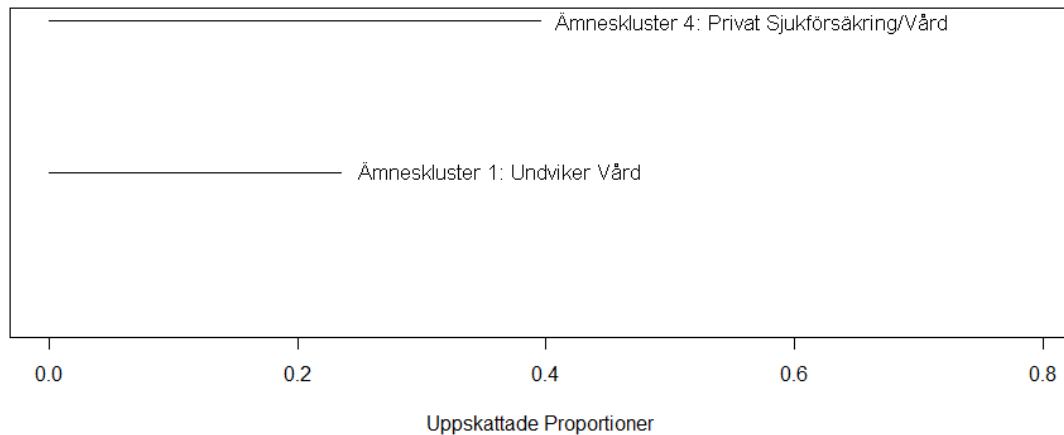 Ämneskluster 4: Privat Sjukförsäkring/Vård
Ämneskluster 1: Undviker Vård
0.0 0.2 0.4 0.6 0.8
Uppskattade Proportioner